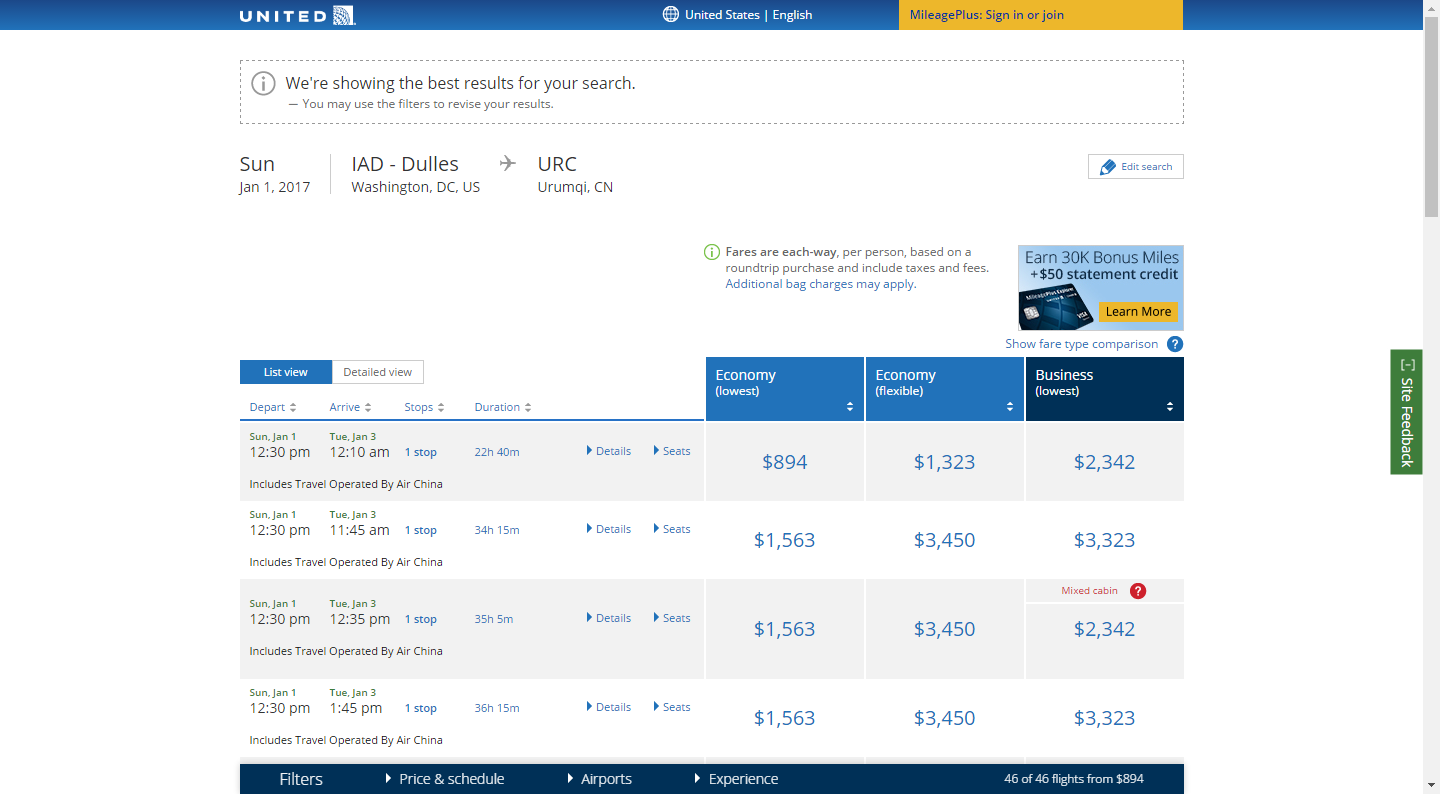 UNITED
United States | English
MileagePlus: Sign in or join
We're showing the best results for your search.
— You may use the filters to revise your results.
Sun
Jan 1, 2017
IAD - Dulles
Washington, DC, US
URC
Urumqi, CN
Edit search
Fares are each-way, per person, based on a
roundtrip purchase and include taxes and fees.
Additional bag charges may apply.
Earn 30K Bonus Miles
+$50 statement credit
MileagePlus Explorer
VISA
Learn More
Show fare type comparison ?
List view
Detailed view
Depart
Arrive
Stops
Duration
Economy
(lowest)
Economy
(flexible)
Business
(lowest)
Sun, Jan 1
Tue, Jan 3
12:30 pm
12:10 am
1 stop
22h 40m
Details
Seats
$894
$1,323
$2,342
Includes Travel Operated By Air China
Sun, Jan 1
Tue, Jan 3
12:30 pm
11:45 am
1 stop
34h 15m
Details
Seats
$1,563
$3,450
$3,323
Includes Travel Operated By Air China
Mixed cabin ?
Sun, Jan 1
Tue, Jan 3
12:30 pm
12:35 pm
1 stop
35h 5m
Details
Seats
$1,563
$3,450
$2,342
Includes Travel Operated By Air China
Sun, Jan 1
Tue, Jan 3
12:30 pm
1:45 pm
1 stop
36h 15m
Details
Seats
$1,563
$3,450
$3,323
Includes Travel Operated By Air China
Filters
Price & schedule
Airports
Experience
46 of 46 flights from $894
[-] Site Feedback